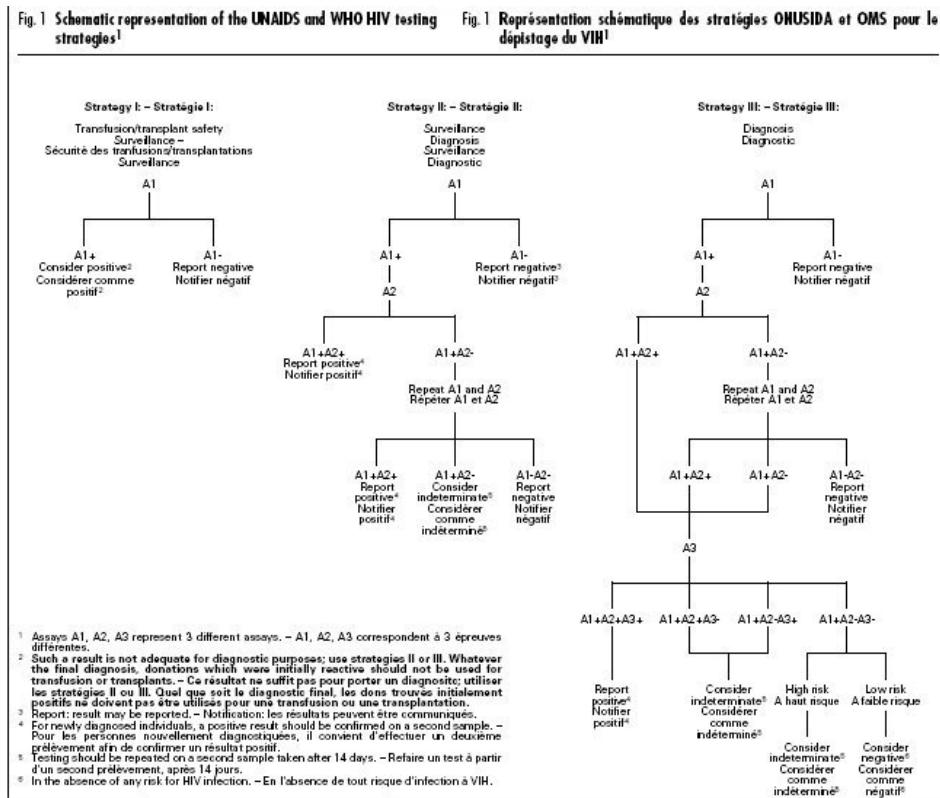 Fig. 1 Schematic representation of the UNAIDS and WHO HIV testing
strategies¹
Fig. 1 Représentation schématique des stratégies ONUSIDA et OMS pour le
dépistage du VIH¹
Strategy I: – Stratégie I:
Transfusion/transplant safety
Surveillance –
Sécurité des tranfusions/transplantations
Surveillance
A1
A1+
Consider positive²
Considérer comme
positif²
A1-
Report negative
Notifier négatif
Strategy II: – Stratégie II:
Surveillance
Diagnosis
Surveillance
Diagnostic
A1
A1+
A1-
Report negative³
Notifier négatif³
A2
A1+A2+
Report positive⁴
Notifier positif⁴
A1+A2-
Repeat A1 and A2
Répéter A1 et A2
A1+A2+
Report
positive⁴
Notifier
positif⁴
A1+A2-
Consider
indeterminate⁵
Considérer
comme
indéterminé⁵
A1-A2-
Report
negative
Notifier
négatif
Strategy III: – Stratégie III:
Diagnosis
Diagnostic
A1
A1+
A1-
Report negative
Notifier négatif
A2
A1+A2+
A1+A2-
Repeat A1 and A2
Répéter A1 et A2
A1+A2+
A1+A2-
A1-A2-
Report
negative
Notifier
négatif
A3
A1+A2+A3+
A1+A2+A3-
A1+A2-A3+
A1+A2-A3-
Report
positive⁴
Notifier
positif⁴
Consider
indeterminate⁵
Considérer
comme
indéterminé⁵
High risk
A haut risque
Low risk
A faible risque
Consider
indeterminate⁵
Considérer
comme
indéterminé⁵
Consider
negative⁶
Considérer
comme
négatif⁶
¹ Assays A1, A2, A3 represent 3 different assays. – A1, A2, A3 correspondent à 3 épreuves
différentes.
² Such a result is not adequate for diagnostic purposes; use strategies II or III. Whatever
the final diagnosis, donations which were initially reactive should not be used for
transfusion or transplants. – Ce résultat ne suffit pas pour porter un diagnositc; utiliser
les stratégies II ou III. Quel que soit le diagnostic final, les dons trouvés initialement
positifs ne doivent pas être utilisés pour une transfusion ou une transplantation.
³ Report: result may be reported. – Notification: les résultats peuvent être communiqués.
⁴ For newly diagnosed individuals, a positive result should be confirmed on a second sample. –
Pour les personnes nouvellement diagnostiquées, il convient d'effectuer un deuxième
prélèvement afin de confirmer un résultat positif.
⁵ Testing should be repeated on a second sample taken after 14 days. – Refaire un test à partir
d'un second prélèvement, après 14 jours.
⁶ In the absence of any risk for HIV infection. – En l'absence de tout risque d'infection à VIH.